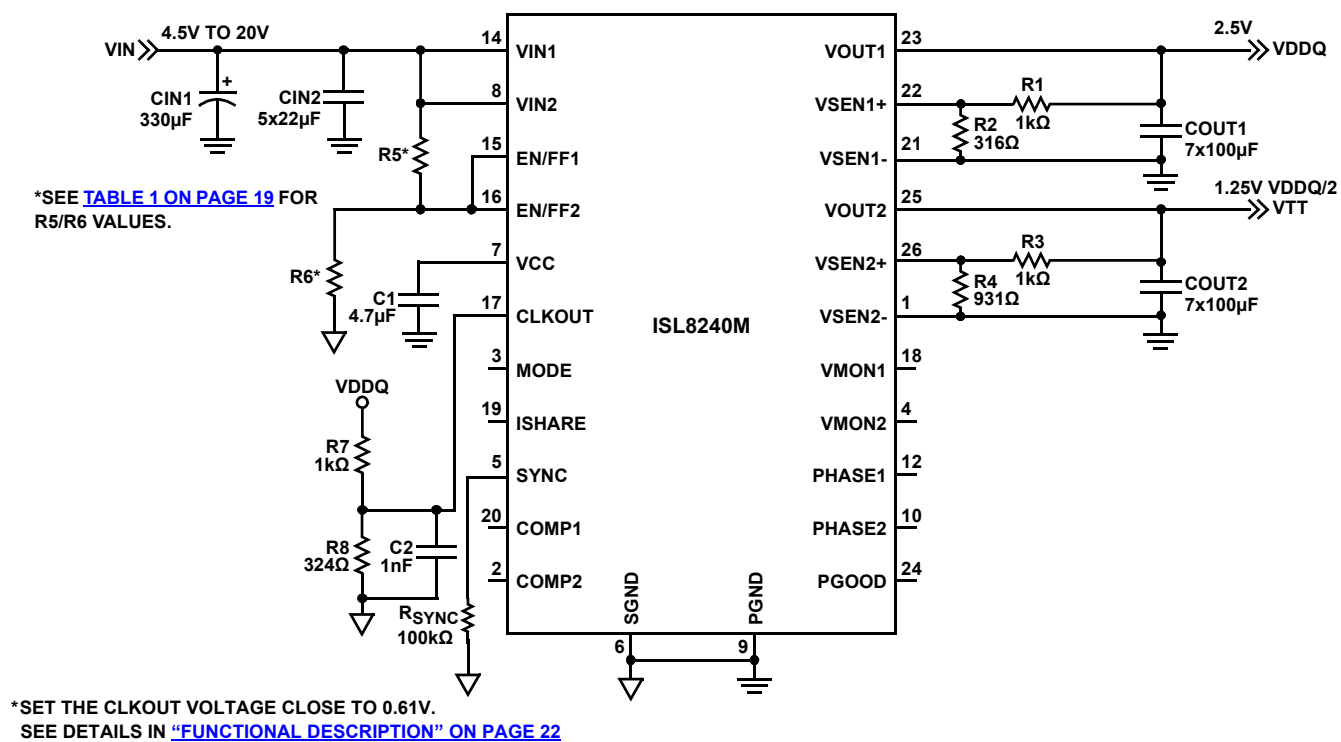 VIN
4.5V TO 20V
CIN1
330µF
+
CIN2
5x22µF
R5*
*SEE TABLE 1 ON PAGE 19 FOR
R5/R6 VALUES.
R6*
C1
4.7µF
VDDQ
R7
1kΩ
R8
324Ω
C2
1nF
RSYNC
100kΩ
14 VIN1
8 VIN2
15 EN/FF1
16 EN/FF2
7 VCC
17 CLKOUT
3 MODE
19 ISHARE
5 SYNC
20 COMP1
2 COMP2
ISL8240M
SGND
6
PGND
9
VOUT1 23
VSEN1+ 22
VSEN1- 21
VOUT2 25
VSEN2+ 26
VSEN2- 1
VMON1 18
VMON2 4
PHASE1 12
PHASE2 10
PGOOD 24
2.5V
VDDQ
R1
1kΩ
R2
316Ω
COUT1
7x100µF
1.25V VDDQ/2
VTT
R3
1kΩ
R4
931Ω
COUT2
7x100µF
*SET THE CLKOUT VOLTAGE CLOSE TO 0.61V.
SEE DETAILS IN “FUNCTIONAL DESCRIPTION” ON PAGE 22